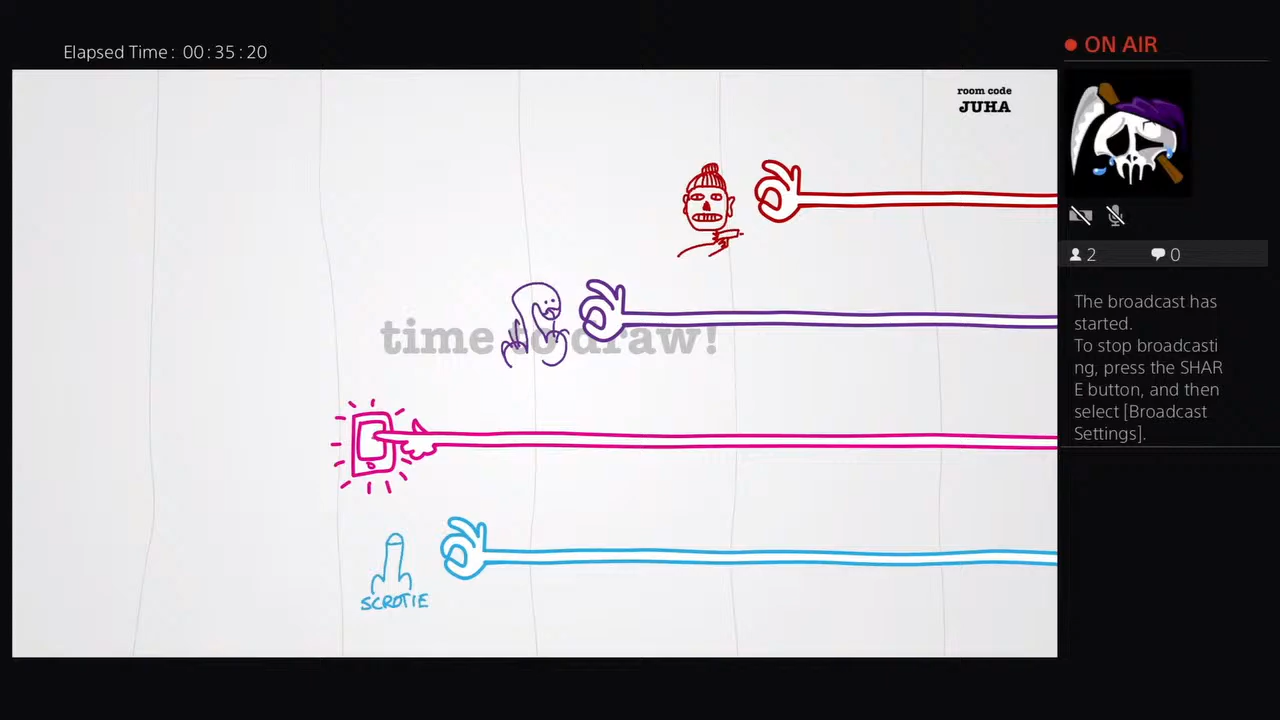 Elapsed Time: 00:35:20
ON AIR
room code
JUHA
2
0
time to draw!
The broadcast has
started.
To stop broadcasti
ng, press the SHAR
E button, and then
select [Broadcast
Settings].
SCROTIE